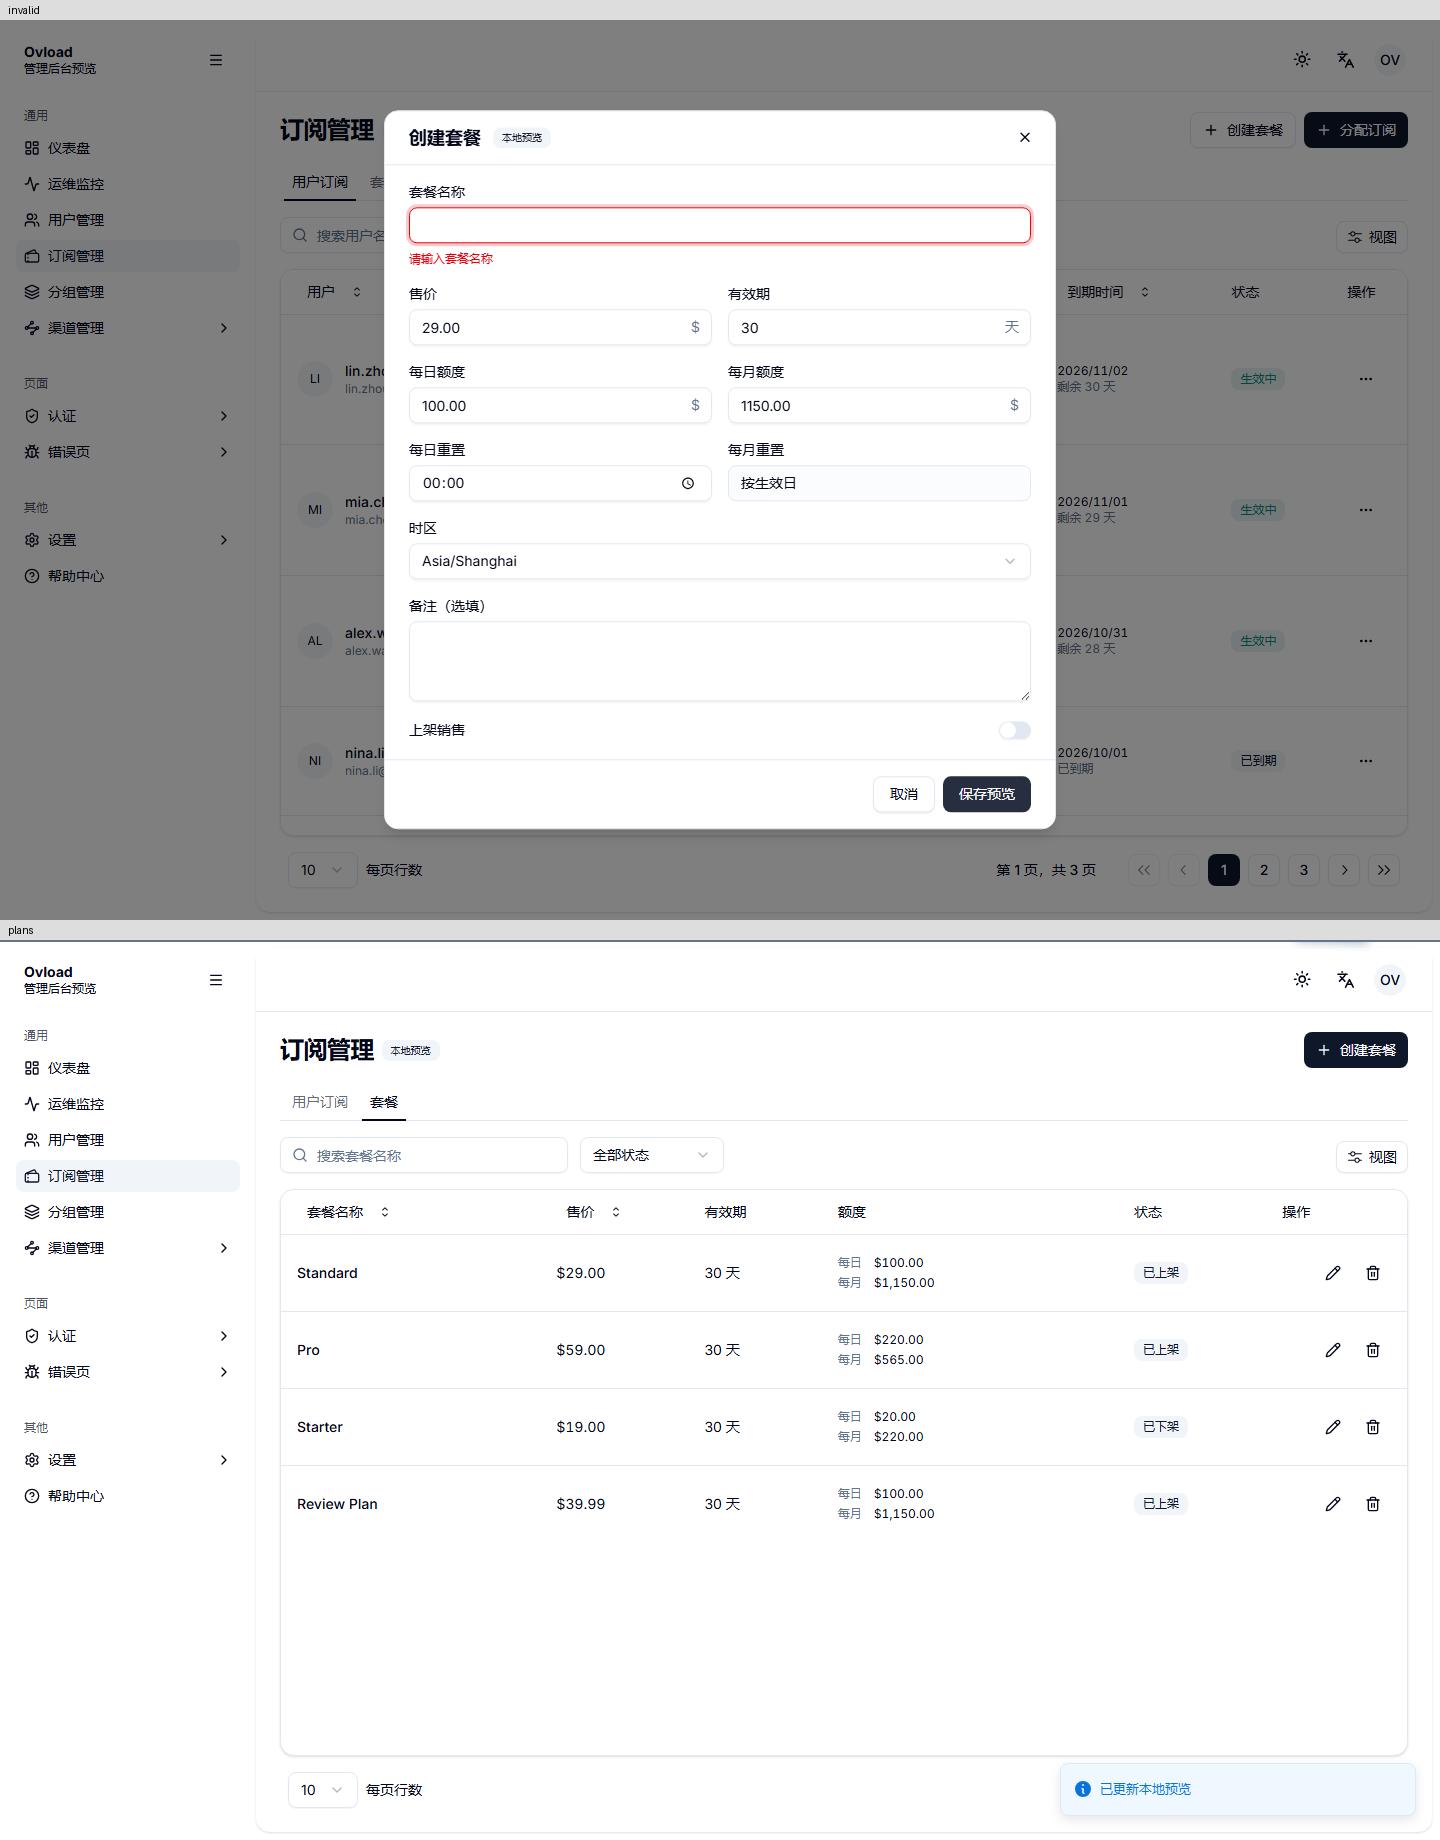 invalid
Ovload
管理后台预览
OV
通用
仪表盘
运维监控
用户管理
订阅管理
分组管理
渠道管理
页面
认证
错误页
其他
设置
帮助中心
订阅管理
创建套餐
分配订阅
用户订阅
搜索用户名
视图
用户
到期时间
状态
操作
LI
lin.zh
lin.zho
2026/11/02
剩余 30 天
生效中
MI
mia.c
mia.ch
2026/11/01
剩余 29 天
生效中
AL
alex.w
alex.wa
2026/10/31
剩余 28 天
生效中
NI
nina.li
nina.li@
2026/10/01
已到期
已到期
10
每页行数
第 1 页，共 3 页
1
2
3
创建套餐
本地预览
套餐名称
请输入套餐名称
售价
有效期
29.00 $
30 天
每日额度
每月额度
100.00 $
1150.00 $
每日重置
每月重置
00:00
按生效日
时区
Asia/Shanghai
备注（选填）
上架销售
取消
保存预览
plans
Ovload
管理后台预览
OV
通用
仪表盘
运维监控
用户管理
订阅管理
分组管理
渠道管理
页面
认证
错误页
其他
设置
帮助中心
订阅管理
本地预览
创建套餐
用户订阅
套餐
搜索套餐名称
全部状态
视图
套餐名称
售价
有效期
额度
状态
操作
Standard
$29.00
30 天
每日 $100.00
每月 $1,150.00
已上架
Pro
$59.00
30 天
每日 $220.00
每月 $565.00
已上架
Starter
$19.00
30 天
每日 $20.00
每月 $220.00
已下架
Review Plan
$39.99
30 天
每日 $100.00
每月 $1,150.00
已上架
10
每页行数
已更新本地预览